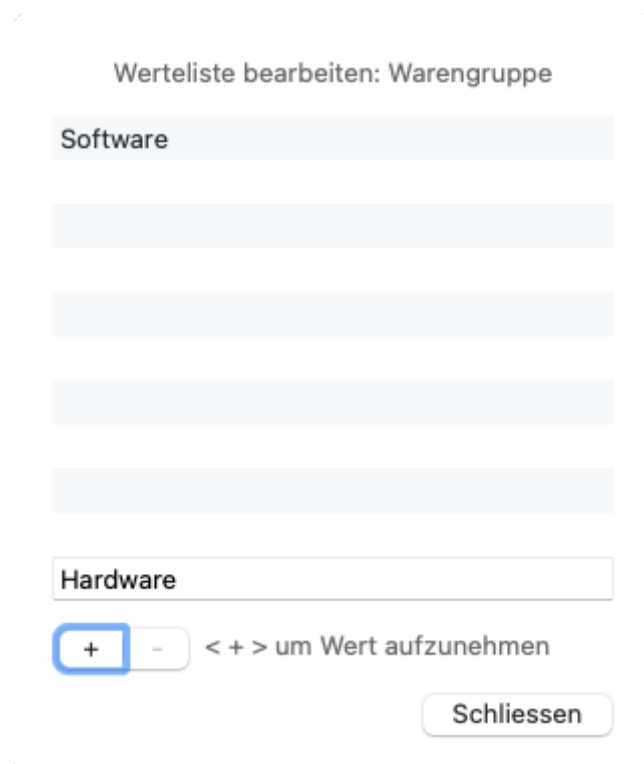 Werteliste bearbeiten: Warengruppe
Software
Hardware
+ - < + > um Wert aufzunehmen
Schliessen